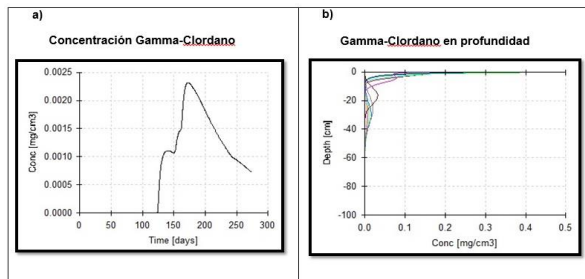 a)
Concentración Gamma-Clordano
0.0025
0.0020
0.0015
0.0010
0.0005
0.0000
Conc [mg/cm3]
0 50 100 150 200 250 300
Time [days]
b)
Gamma-Clordano en profundidad
0
-20
-40
-60
-80
-100
Depth [cm]
0.0 0.1 0.2 0.3 0.4 0.5
Conc [mg/cm3]